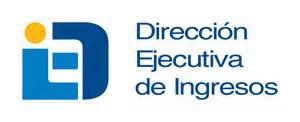 Dirección
Ejecutiva
de Ingresos